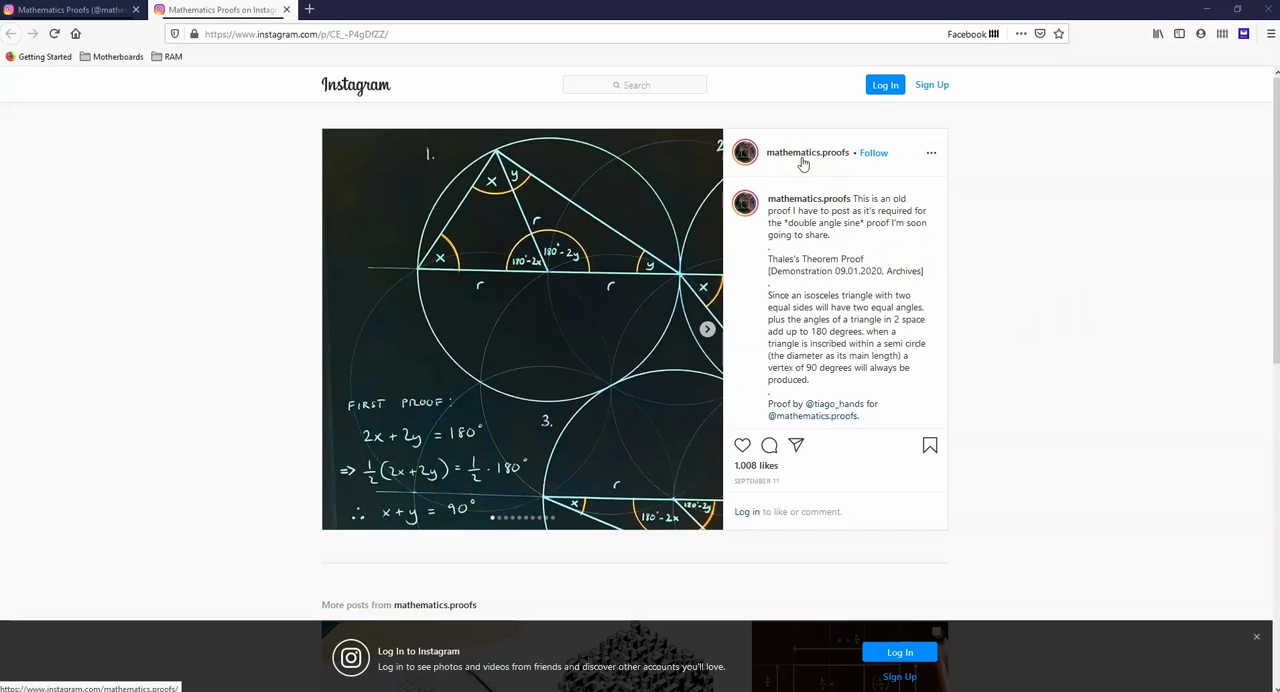 Mathematics Proofs (@mathe
Mathematics Proofs on Instag
https://www.instagram.com/p/CE_-P4gDfZZ/
Facebook
Getting Started
Motherboards
RAM
Instagram
Search
Log In
Sign Up
1.
2
x y
r
x
180°-2x
180°-2y
y
r
r
x
FIRST PROOF:
2x + 2y = 180°
=> 1/2 (2x+2y) = 1/2 · 180°
∴ x + y = 90°
3.
r
x
180°-2x
180°-2y
mathematics.proofs • Follow
mathematics.proofs This is an old
proof I have to post as it's required for
the *double angle sine* proof I'm soon
going to share.
.
Thales's Theorem Proof
[Demonstration 09.01.2020, Archives]
.
Since an isosceles triangle with two
equal sides will have two equal angles,
plus the angles of a triangle in 2 space
add up to 180 degrees, when a
triangle is inscribed within a semi circle
(the diameter as its main length) a
vertex of 90 degrees will always be
produced.
.
Proof by @tiago_hands for
@mathematics.proofs.
1,008 likes
SEPTEMBER 11
Log in to like or comment.
More posts from mathematics.proofs
Log In to Instagram
Log in to see photos and videos from friends and discover other accounts you'll love.
Log In
Sign Up
https://www.instagram.com/mathematics.proofs/